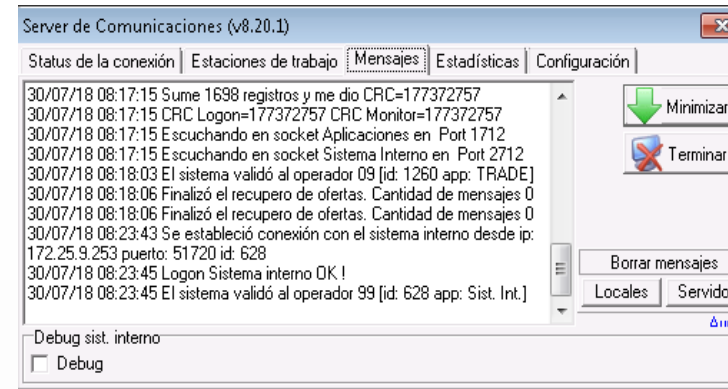 Server de Comunicaciones (v8.20.1)
Status de la conexión Estaciones de trabajo Mensajes Estadísticas Configuración
30/07/18 08:17:15 Sume 1698 registros y me dio CRC=177372757
30/07/18 08:17:15 CRC Logon=177372757 CRC Monitor=177372757
30/07/18 08:17:15 Escuchando en socket Aplicaciones en Port 1712
30/07/18 08:17:15 Escuchando en socket Sistema Interno en Port 2712
30/07/18 08:18:03 El sistema validó al operador 09 [id: 1260 app: TRADE]
30/07/18 08:18:06 Finalizó el recupero de ofertas. Cantidad de mensajes 0
30/07/18 08:18:06 Finalizó el recupero de ofertas. Cantidad de mensajes 0
30/07/18 08:23:43 Se estableció conexión con el sistema interno desde ip:
172.25.9.253 puerto: 51720 id: 628
30/07/18 08:23:45 Logon Sistema interno OK !
30/07/18 08:23:45 El sistema validó al operador 99 [id: 628 app: Sist. Int.]
Minimizar
Terminar
Borrar mensajes
Locales Servido
Debug sist. interno
Debug